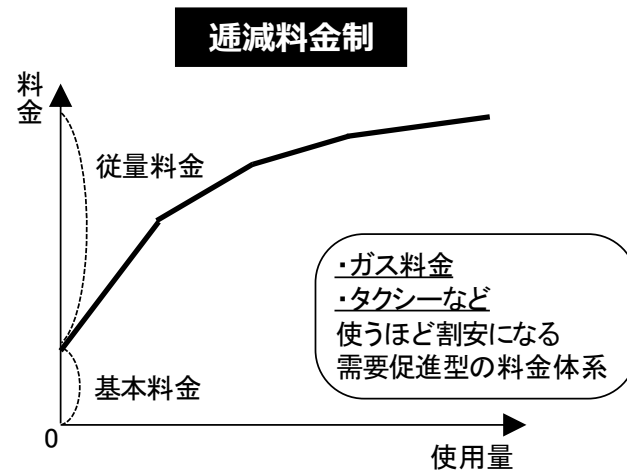 逓減料金制
料金
従量料金
・ガス料金
・タクシーなど
使うほど割安になる
需要促進型の料金体系
基本料金
0
使用量